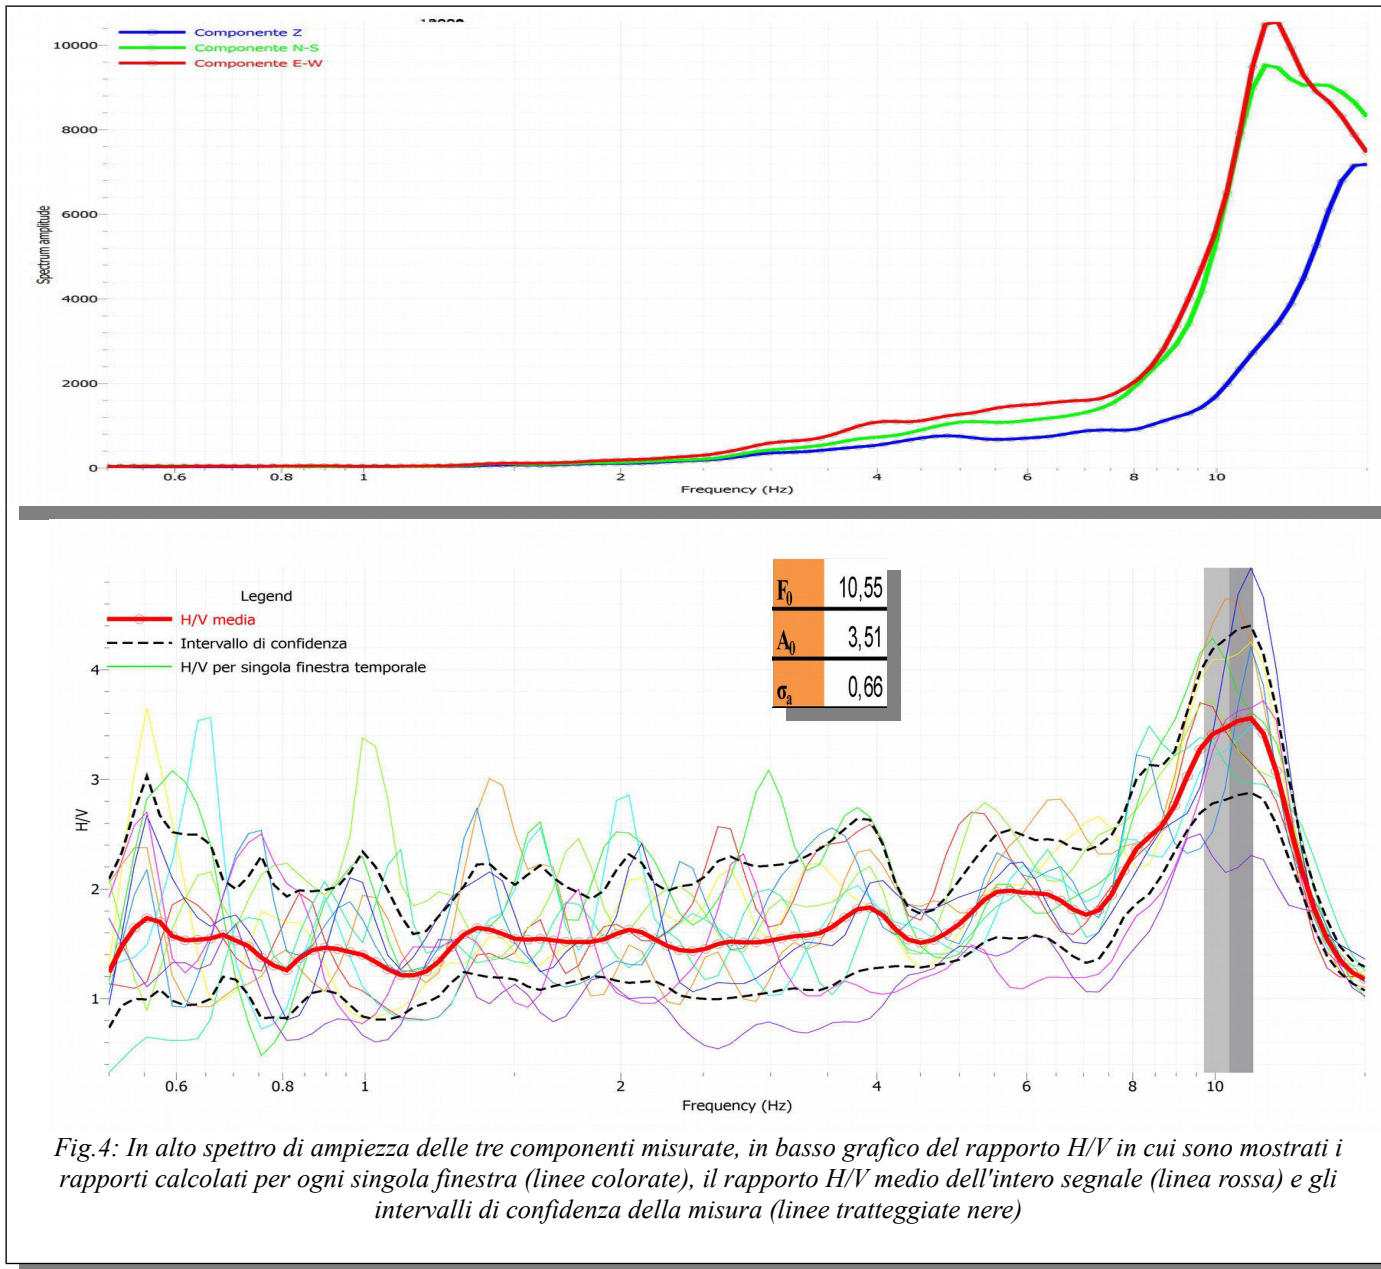 Componente Z
Componente N-S
Componente E-W
10000
8000
6000
4000
2000
0
Spectrum amplitude
0.6 0.8 1 2 4 6 8 10
Frequency (Hz)
Legend
H/V media
Intervallo di confidenza
H/V per singola finestra temporale
F0 10,55
A0 3,51
σa 0,66
4
3
2
1
H/V
0.6 0.8 1 2 4 6 8 10
Frequency (Hz)
Fig.4: In alto spettro di ampiezza delle tre componenti misurate, in basso grafico del rapporto H/V in cui sono mostrati i
rapporti calcolati per ogni singola finestra (linee colorate), il rapporto H/V medio dell'intero segnale (linea rossa) e gli
intervalli di confidenza della misura (linee tratteggiate nere)